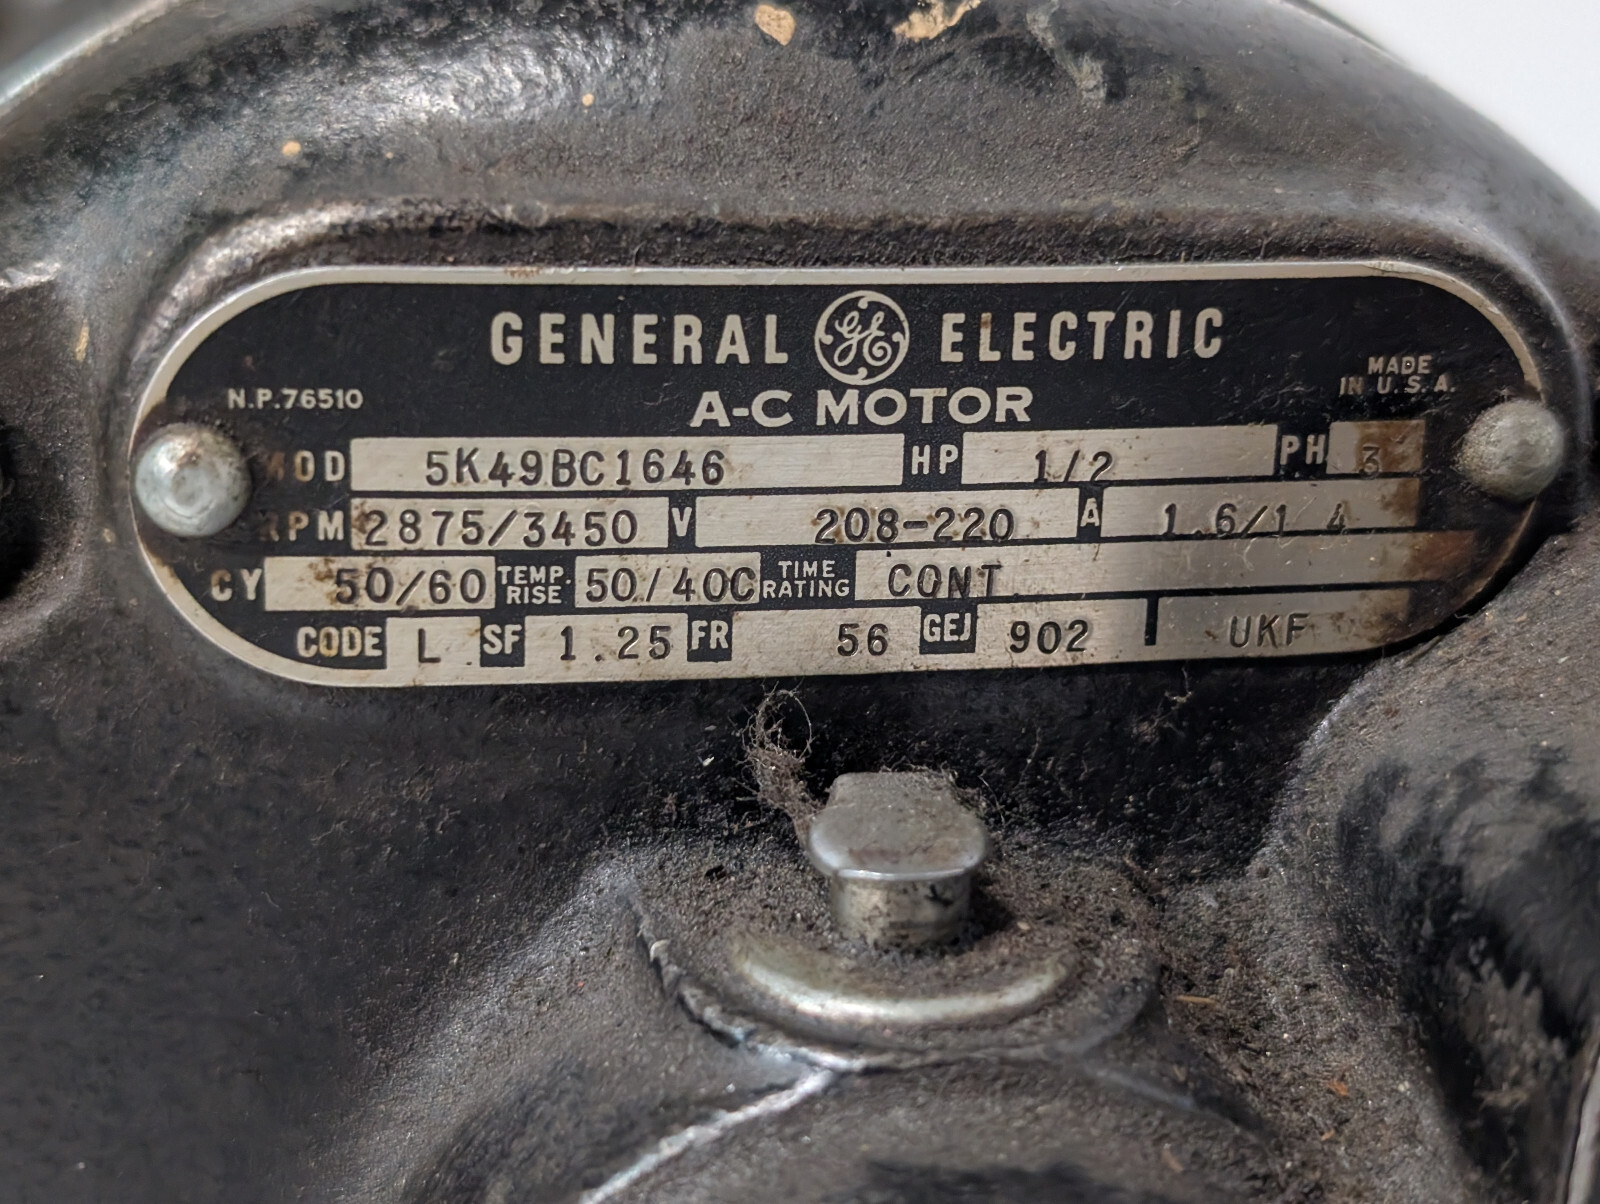 GENERAL GE ELECTRIC
A-C MOTOR
MADE
IN U.S.A.
N.P.76510
MOD 5K49BC1646 HP 1/2 PH 3
RPM 2875/3450 V 208-220 A 1.6/1.4
CY 50/60 TEMP. RISE 50/40C TIME RATING CONT
CODE L SF 1.25 FR 56 GEJ 902 UKF